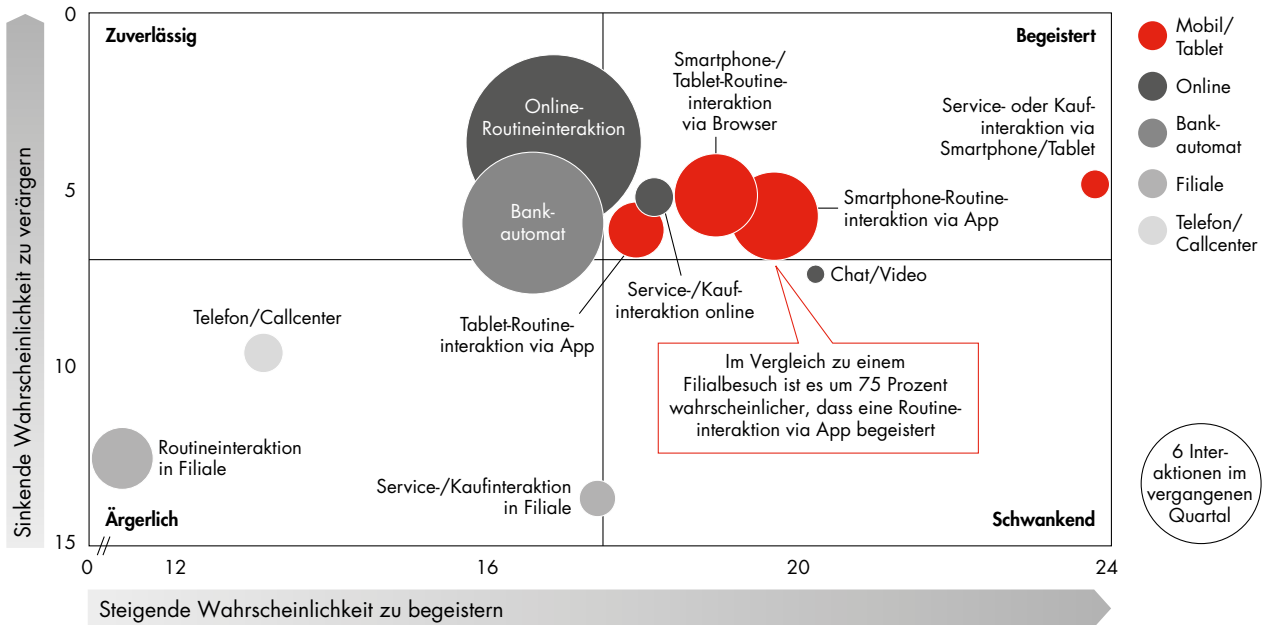 Sinkende Wahrscheinlichkeit zu verärgern
0
5
10
15
Zuverlässig
Begeistert
Online-
Routineinteraktion
Bank-
automat
Smartphone-/
Tablet-Routine-
interaktion
via Browser
Service- oder Kauf-
interaktion via
Smartphone/Tablet
Smartphone-Routine-
interaktion via App
Chat/Video
Service-/Kauf-
interaktion online
Tablet-Routine-
interaktion via App
Telefon/Callcenter
Im Vergleich zu einem
Filialbesuch ist es um 75 Prozent
wahrscheinlicher, dass eine Routine-
interaktion via App begeistert
Routineinteraktion
in Filiale
Service-/Kaufinteraktion
in Filiale
Ärgerlich
Schwankend
0
12
16
20
24
Steigende Wahrscheinlichkeit zu begeistern
Mobil/
Tablet
Online
Bank-
automat
Filiale
Telefon/
Callcenter
6 Inter-
aktionen im
vergangenen
Quartal